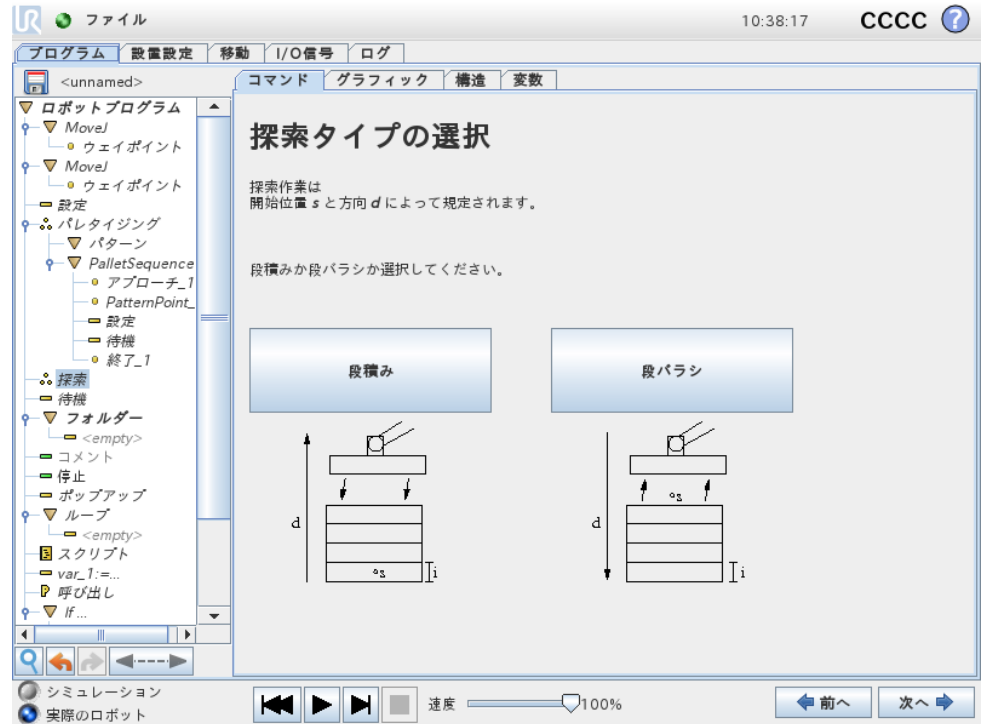 UR ファイル 10:38:17 CCCC ?
プログラム 設置設定 移動 I/O信号 ログ
<unnamed>
コマンド グラフィック 構造 変数
ロボットプログラム
MoveJ
ウェイポイント
MoveJ
ウェイポイント
設定
パレタイジング
パターン
PalletSequence
アプローチ_1
PatternPoint_
設定
待機
終了_1
探索
待機
フォルダー
<empty>
コメント
停止
ポップアップ
ループ
<empty>
スクリプト
var_1:=...
呼び出し
If ...
探索タイプの選択
探索作業は
開始位置 s と方向 d によって規定されます。
段積みか段バラシか選択してください。
段積み 段バラシ
d s i
d s i
シミュレーション
実際のロボット
速度 100% 前へ 次へ